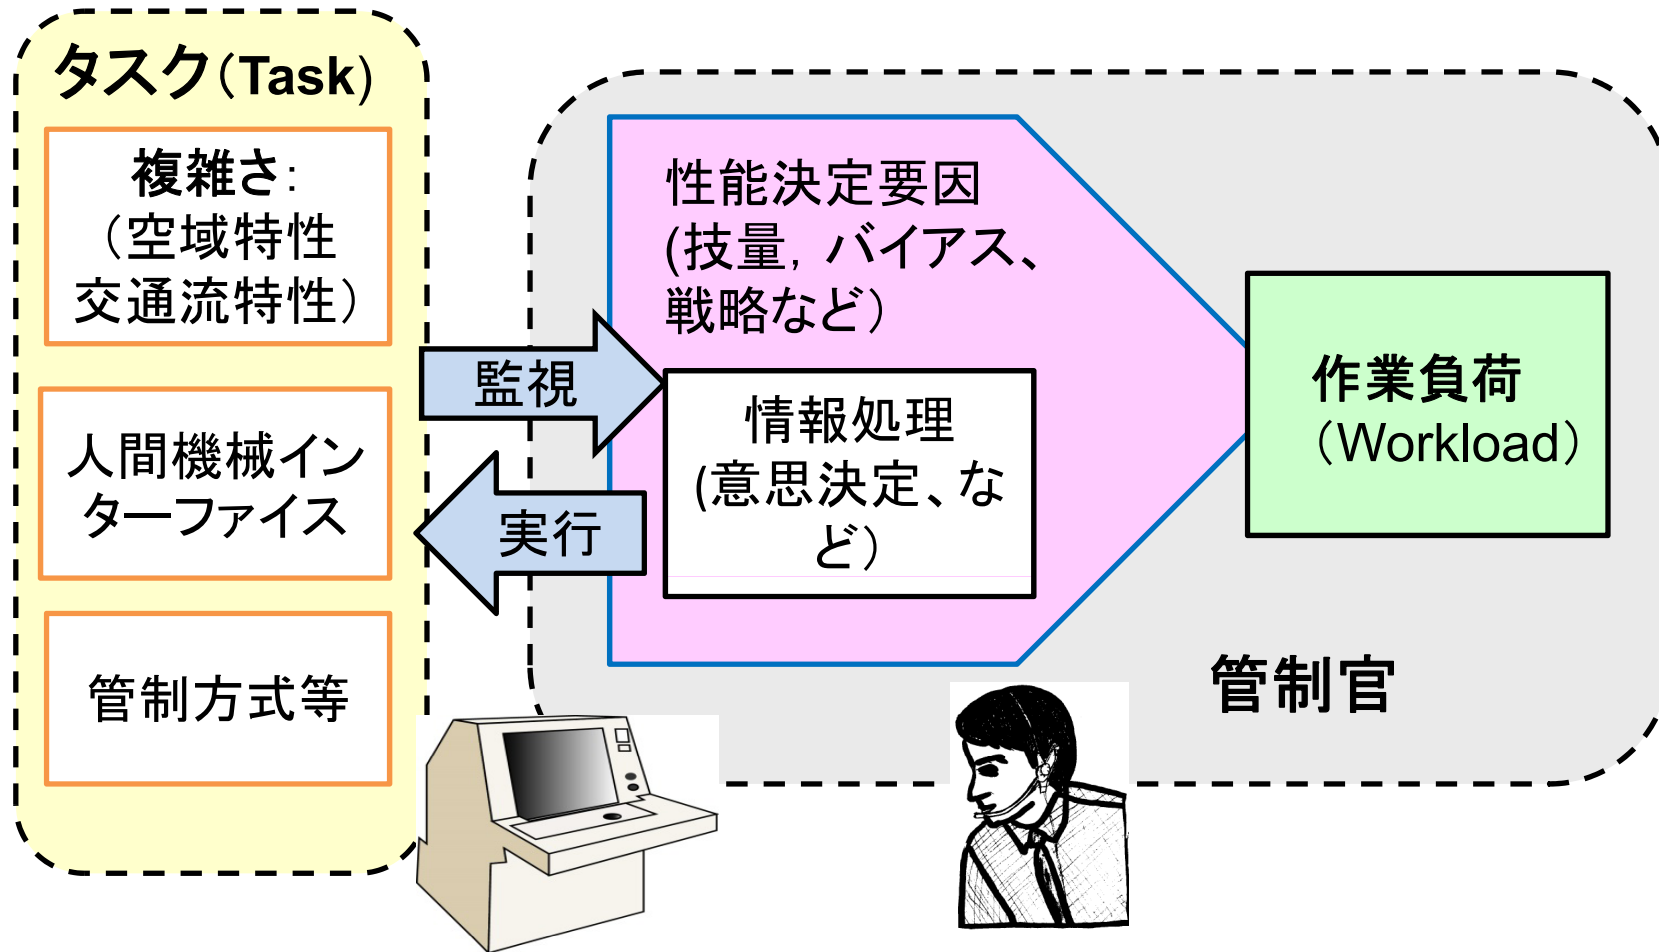 タスク（Task)
複雑さ：
（空域特性
交通流特性）
人間機械イン
ターファイス
管制方式等
監視
実行
性能決定要因
(技量，バイアス、
戦略など）
情報処理
(意思決定、な
ど）
作業負荷
（Workload）
管制官